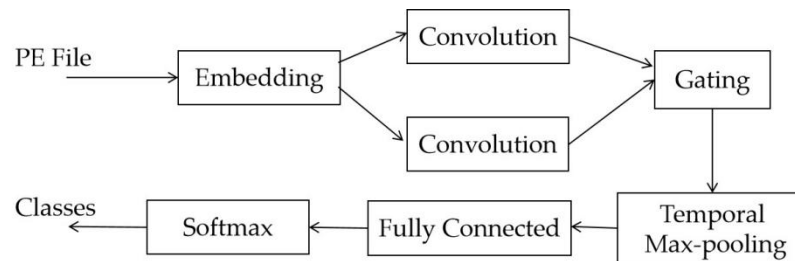 PE File
Embedding
Convolution
Convolution
Gating
Temporal
Max-pooling
Fully Connected
Softmax
Classes